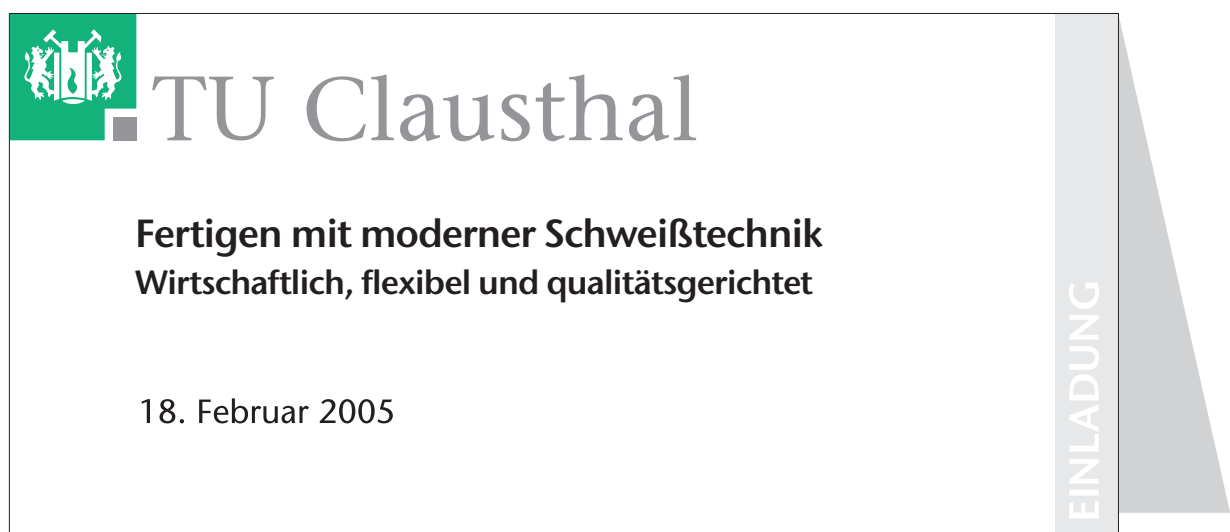 TU Clausthal
Fertigen mit moderner Schweißtechnik
Wirtschaftlich, flexibel und qualitätsgerichtet
18. Februar 2005
EINLADUNG